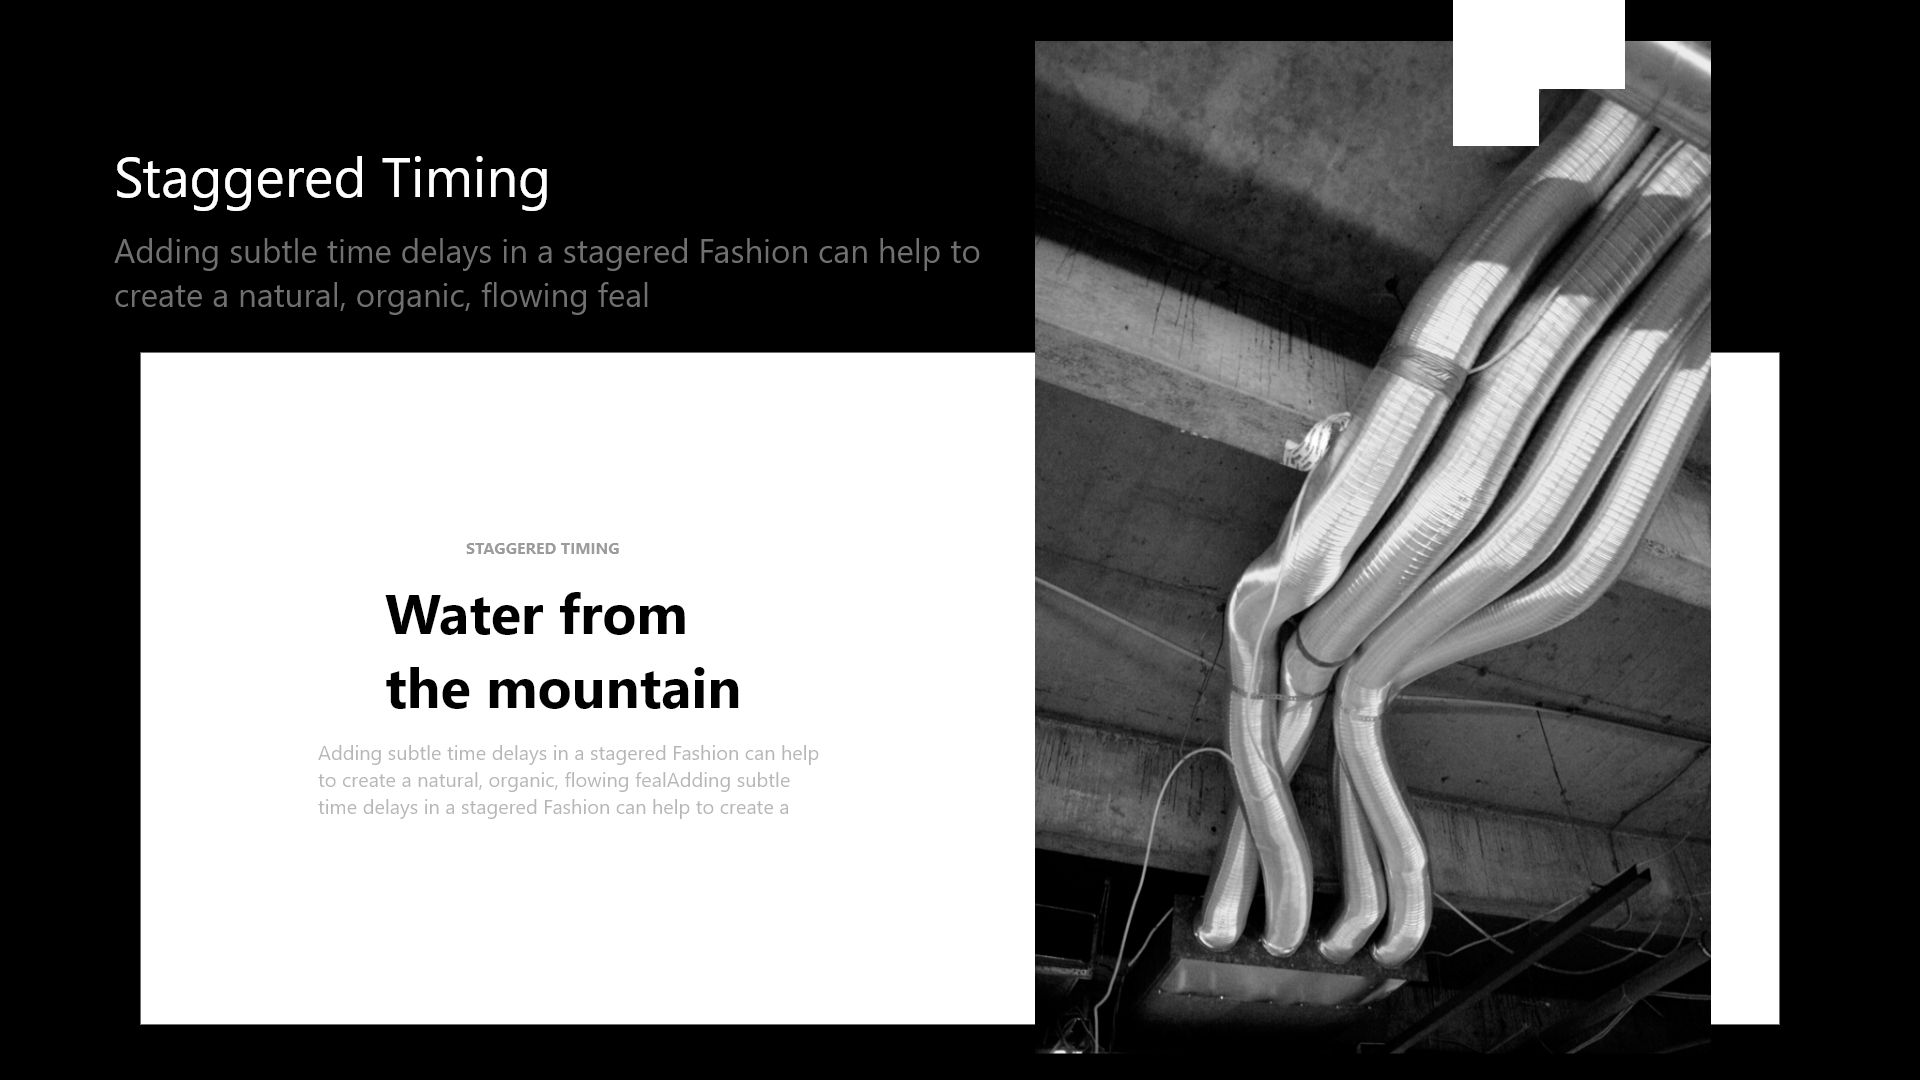 Staggered Timing
Adding subtle time delays in a stagered Fashion can help to
create a natural, organic, flowing feal
STAGGERED TIMING
Water from
the mountain
Adding subtle time delays in a stagered Fashion can help
to create a natural, organic, flowing fealAdding subtle
time delays in a stagered Fashion can help to create a